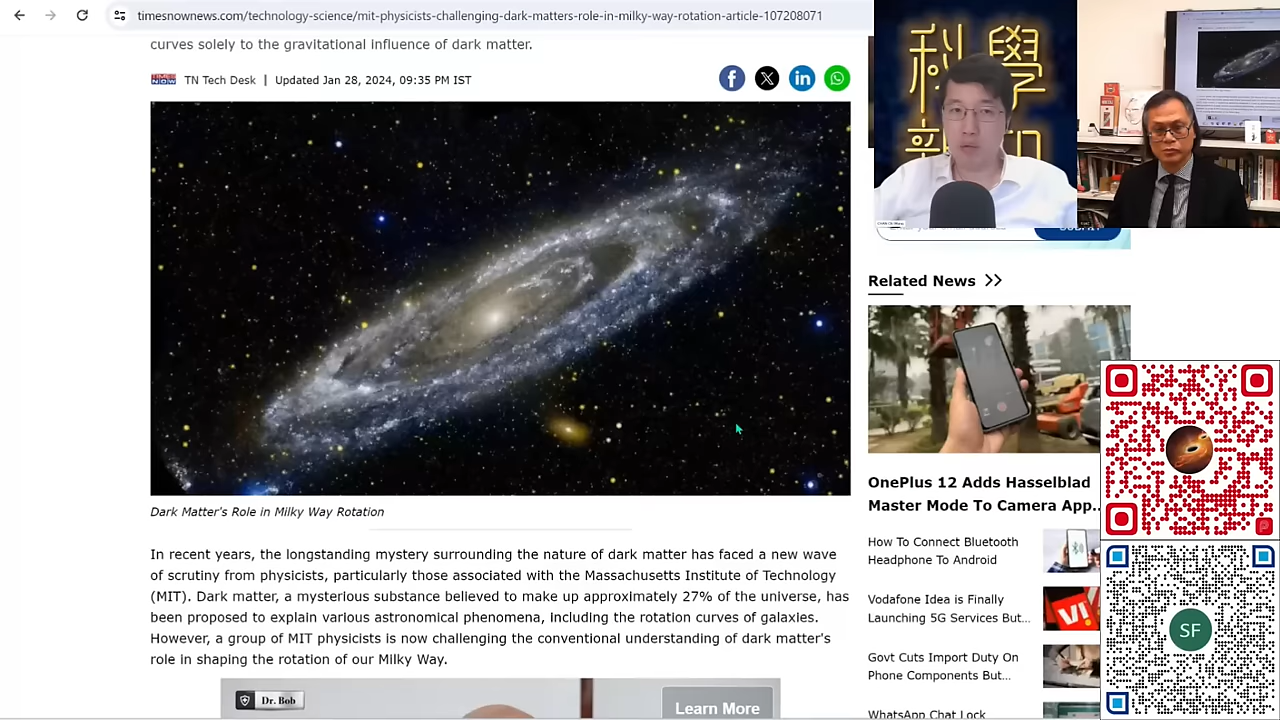 timesnownews.com/technology-science/mit-physicists-challenging-dark-matters-role-in-milky-way-rotation-article-107208071
curves solely to the gravitational influence of dark matter.
TN Tech Desk | Updated Jan 28, 2024, 09:35 PM IST
科學
新知
Related News
OnePlus 12 Adds Hasselblad
Master Mode To Camera App..
How To Connect Bluetooth
Headphone To Android
Vodafone Idea is Finally
Launching 5G Services But...
Govt Cuts Import Duty On
Phone Components But...
WhatsApp Chat Lock
SF
Dark Matter's Role in Milky Way Rotation
In recent years, the longstanding mystery surrounding the nature of dark matter has faced a new wave
of scrutiny from physicists, particularly those associated with the Massachusetts Institute of Technology
(MIT). Dark matter, a mysterious substance believed to make up approximately 27% of the universe, has
been proposed to explain various astronomical phenomena, including the rotation curves of galaxies.
However, a group of MIT physicists is now challenging the conventional understanding of dark matter's
role in shaping the rotation of our Milky Way.
Dr. Bob
Learn More